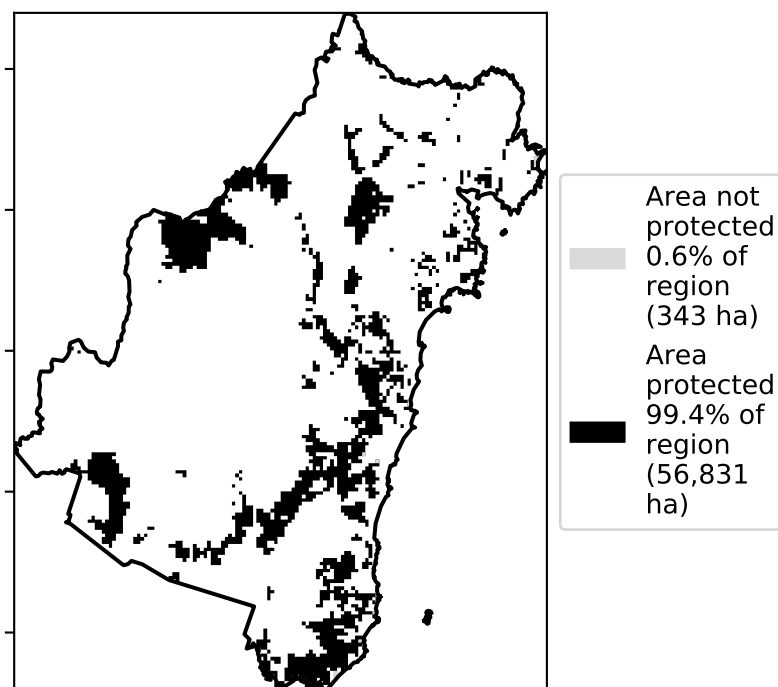 Area not
protected
0.6% of
region
(343 ha)
Area
protected
99.4% of
region
(56,831
ha)